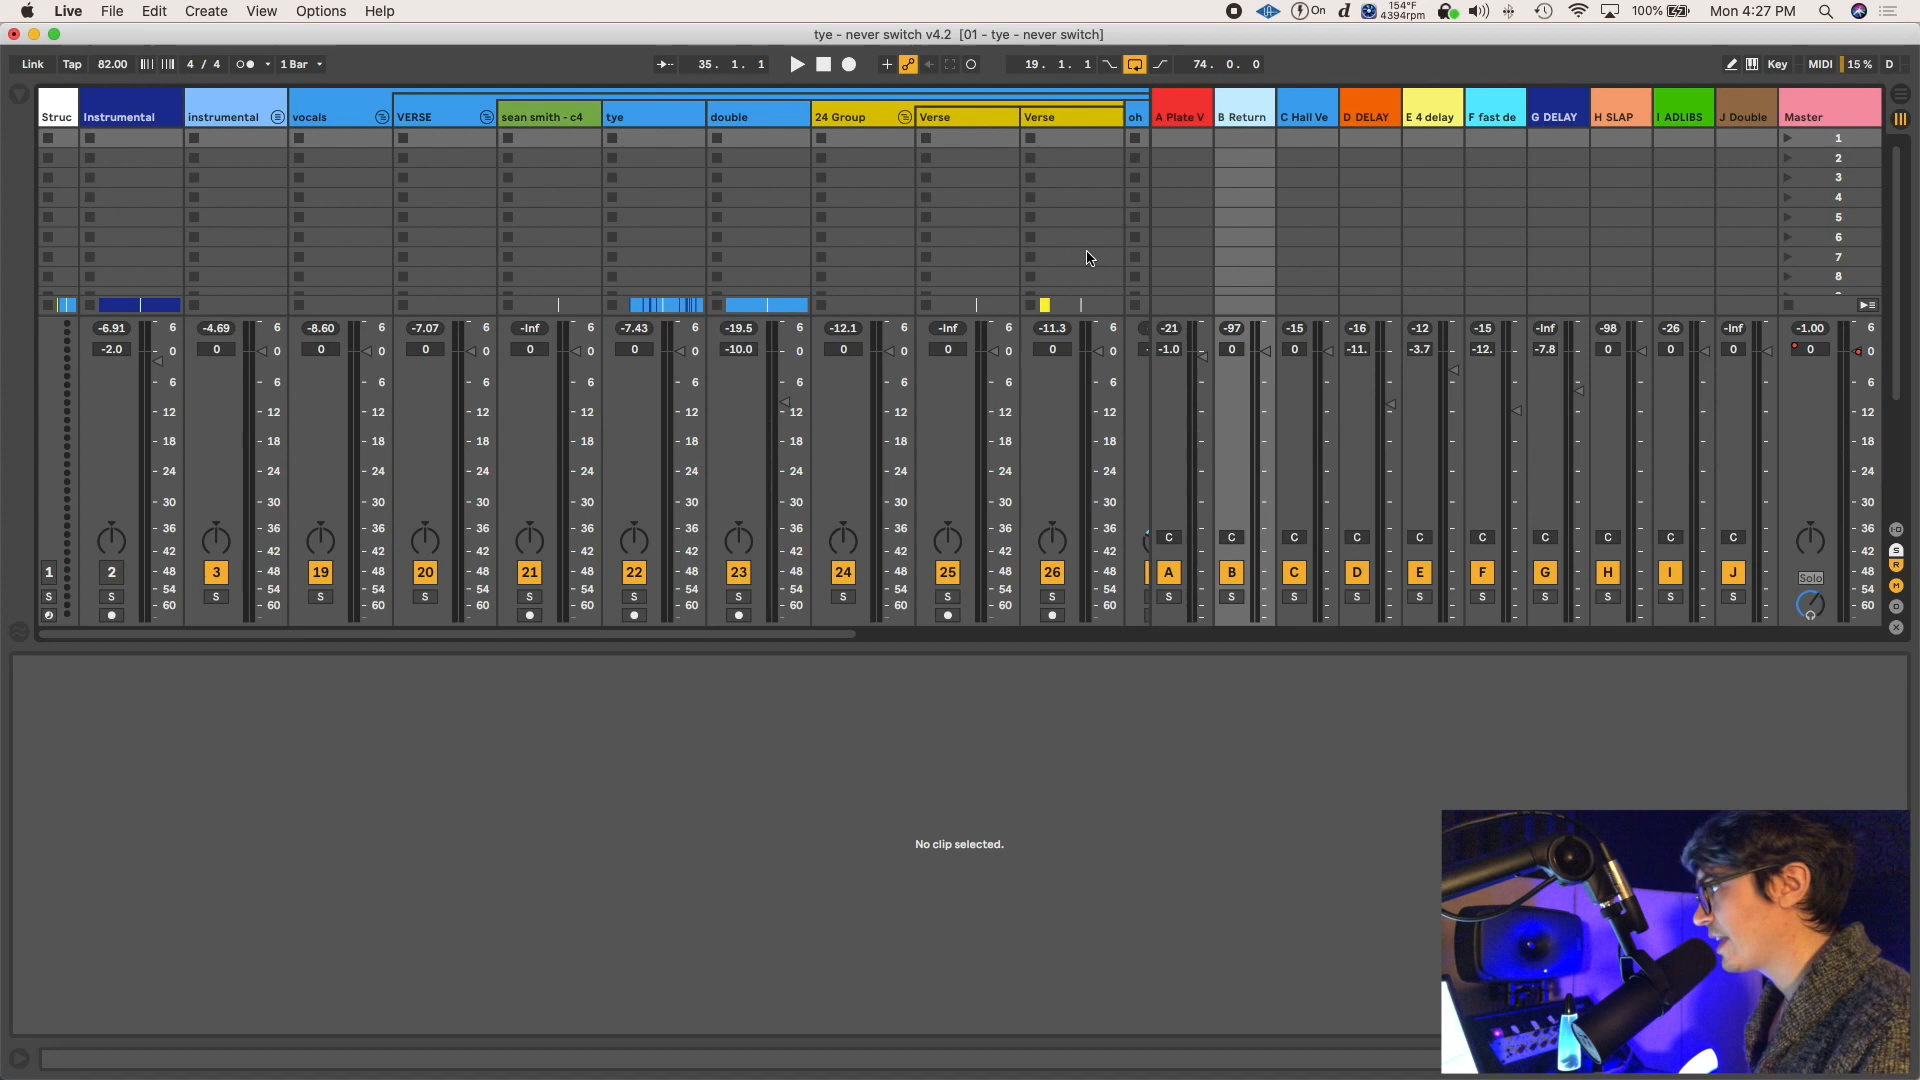 Live File Edit Create View Options Help
On d 154°F 4394rpm 100% Mon 4:27 PM
tye - never switch v4.2 [01 - tye - never switch]
Link Tap 82.00 4 / 4 1 Bar 35. 1. 1 19. 1. 1 74. 0. 0 Key MIDI 15 % D
Struc Instrumental instrumental vocals VERSE sean smith - c4 tye double 24 Group Verse Verse oh A Plate V B Return C Hall Ve D DELAY E 4 delay F fast de G DELAY H SLAP I ADLIBS J Double Master
1
2
3
4
5
6
7
8
-6.91 6 -4.69 6 -8.60 6 -7.07 6 -Inf 6 -7.43 6 -19.5 6 -12.1 6 -Inf 6 -11.3 6 -21 -97 -15 -16 -12 -15 -Inf -98 -26 -Inf -1.00 6
-2.0 0 0 0 0 0 0 0 0 0 0 0 -10.0 0 0 0 0 0 0 0 -1.0 0 0 -11. -3.7 -12. -7.8 0 0 0 0 0
6 6 6 6 6 6 6 6 6 6 6
12 12 12 12 12 12 12 12 12 12 12
18 18 18 18 18 18 18 18 18 18 18
24 24 24 24 24 24 24 24 24 24 24
30 30 30 30 30 30 30 30 30 30 30
36 36 36 36 36 36 36 36 36 36 C C C C C C C C C C 36
42 42 42 42 42 42 42 42 42 42 42
1 2 48 3 48 19 48 20 48 21 48 22 48 23 48 24 48 25 48 26 48 A B C D E F G H I J Solo 48
S S 54 S 54 S 54 S 54 S 54 S 54 S 54 S 54 S 54 S 54 S S S S S S S S S S 54
60 60 60 60 60 60 60 60 60 60 60
No clip selected.